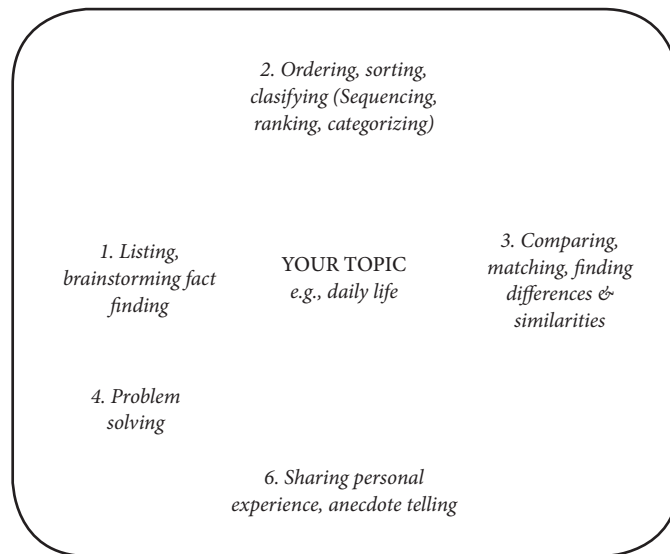 2. Ordering, sorting,
clasifying (Sequencing,
ranking, categorizing)
1. Listing,
brainstorming fact
finding
YOUR TOPIC
e.g., daily life
3. Comparing,
matching, finding
differences &
similarities
4. Problem
solving
6. Sharing personal
experience, anecdote telling